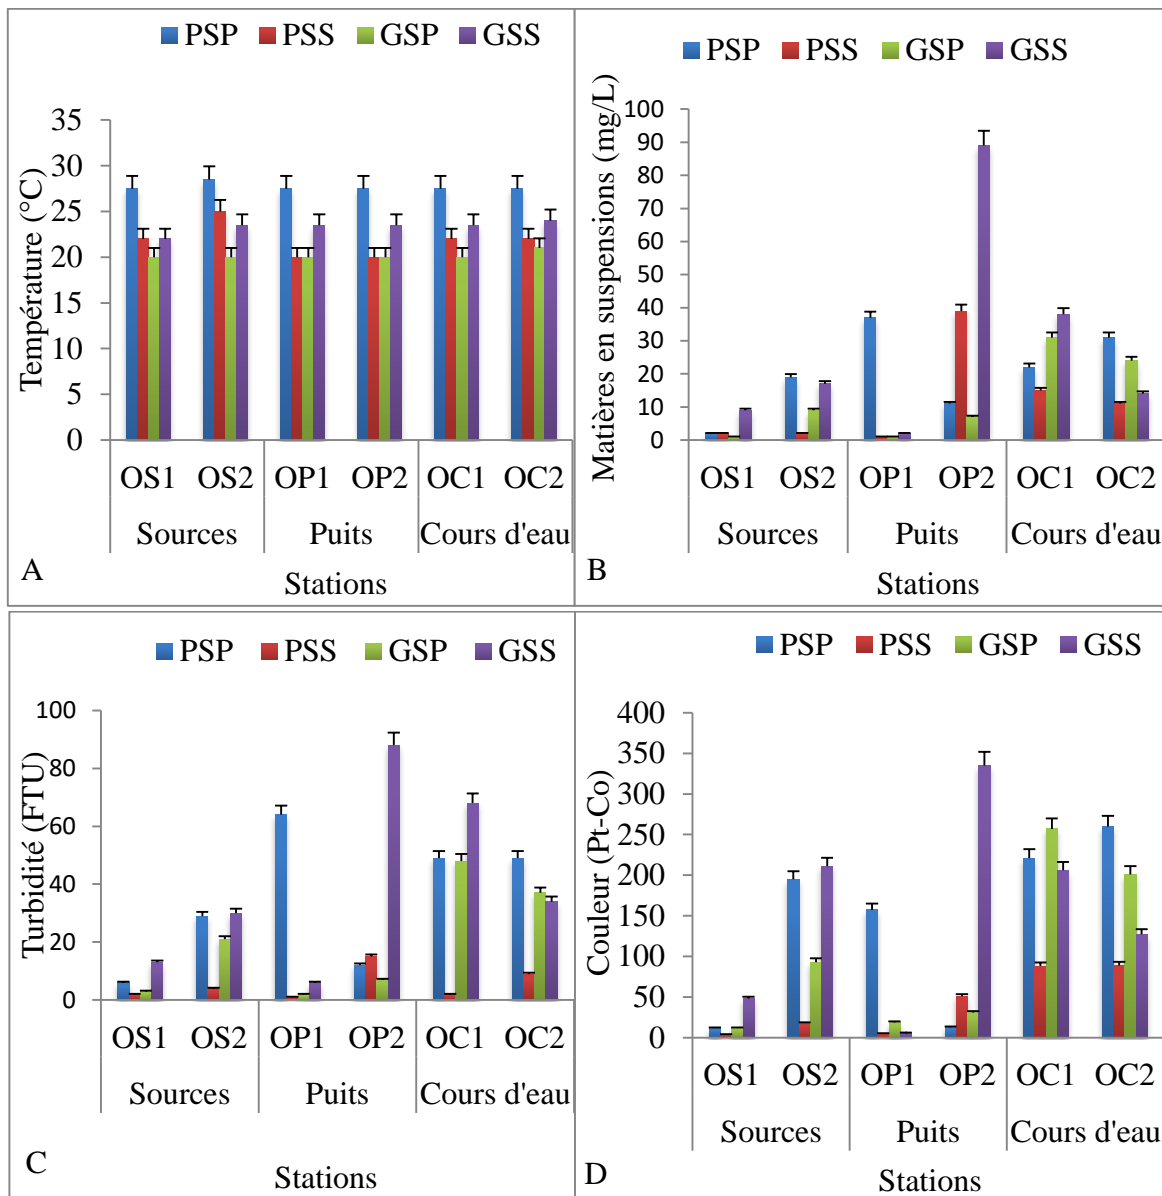 PSP PSS GSP GSS
Température (°C)
35
30
25
20
15
10
5
0
OS1 OS2 OP1 OP2 OC1 OC2
Sources Puits Cours d'eau
A
Stations
PSP PSS GSP GSS
Matières en suspensions (mg/L)
100
90
80
70
60
50
40
30
20
10
0
OS1 OS2 OP1 OP2 OC1 OC2
Sources Puits Cours d'eau
B
Stations
PSP PSS GSP GSS
Turbidité (FTU)
100
80
60
40
20
0
OS1 OS2 OP1 OP2 OC1 OC2
Sources Puits Cours d'eau
C
Stations
PSP PSS GSP GSS
Couleur (Pt-Co)
400
350
300
250
200
150
100
50
0
OS1 OS2 OP1 OP2 OC1 OC2
Sources Puits Cours d'eau
D
Stations